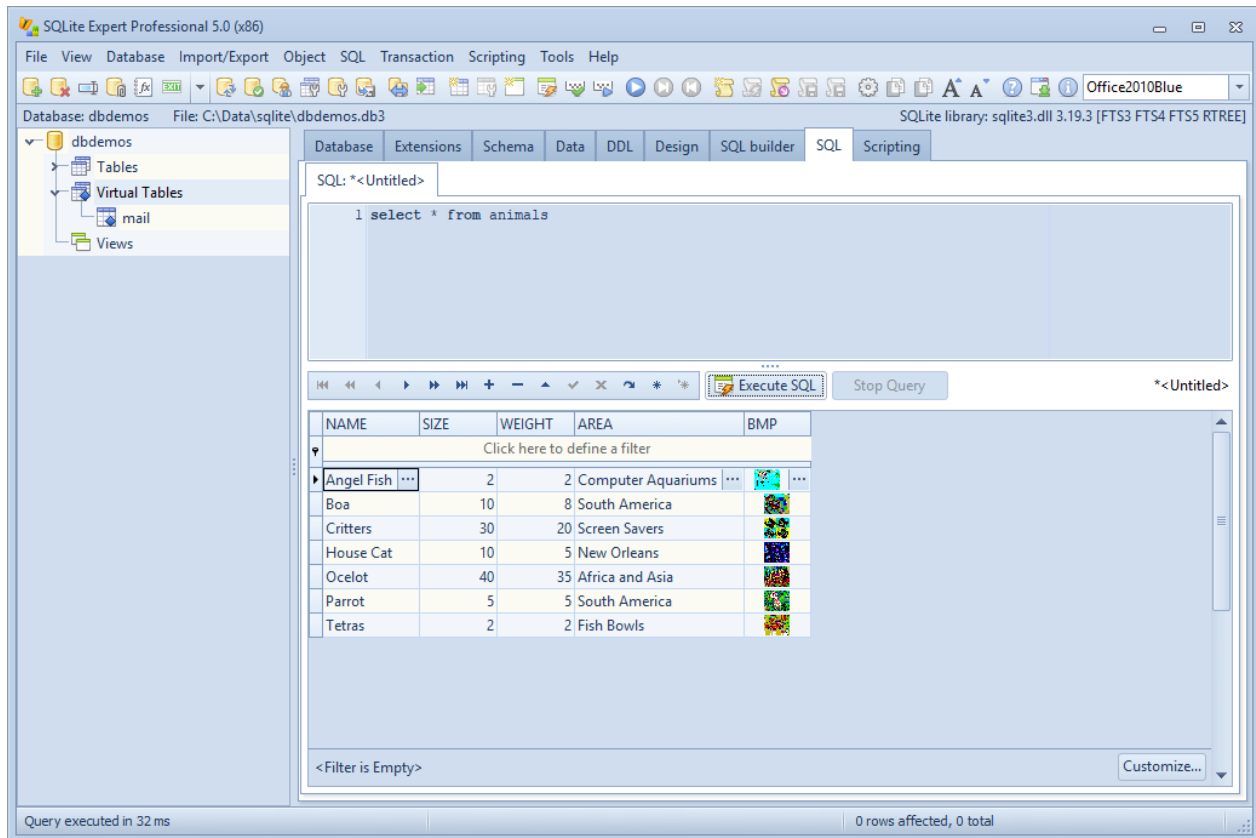 SQLite Expert Professional 5.0 (x86)
File View Database Import/Export Object SQL Transaction Scripting Tools Help
Office2010Blue
Database: dbdemos File: C:\Data\sqlite\dbdemos.db3 SQLite library: sqlite3.dll 3.19.3 [FTS3 FTS4 FTS5 RTREE]
dbdemos
Tables
Virtual Tables
mail
Views
Database Extensions Schema Data DDL Design SQL builder SQL Scripting
SQL: *<Untitled>
1 select * from animals
Execute SQL Stop Query *<Untitled>
NAME SIZE WEIGHT AREA BMP
Click here to define a filter
Angel Fish ... 2 2 Computer Aquariums ... ...
Boa 10 8 South America
Critters 30 20 Screen Savers
House Cat 10 5 New Orleans
Ocelot 40 35 Africa and Asia
Parrot 5 5 South America
Tetras 2 2 Fish Bowls
<Filter is Empty> Customize...
Query executed in 32 ms 0 rows affected, 0 total